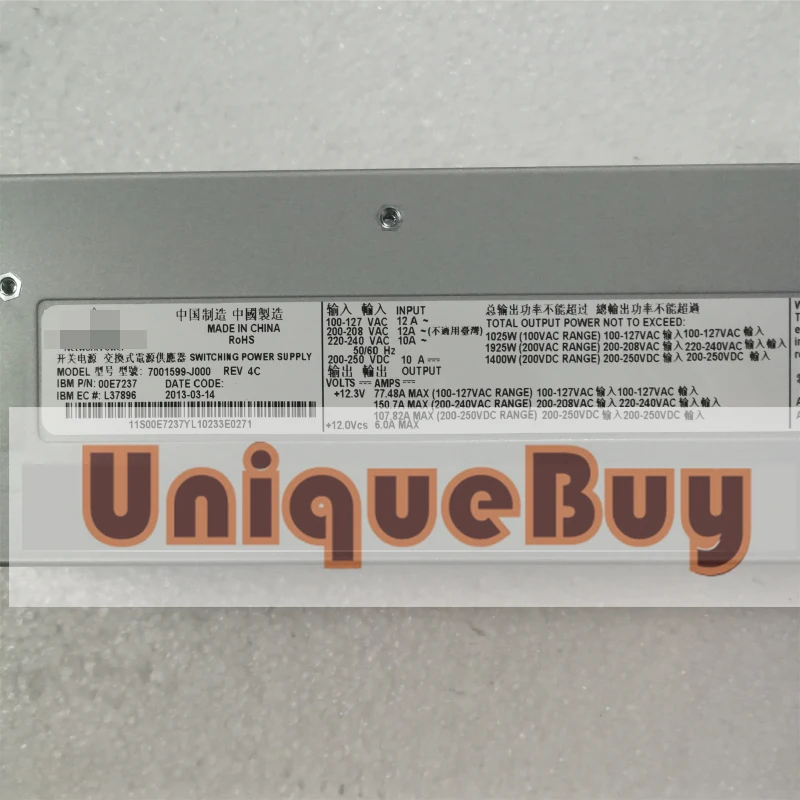 中国制造 中國製造
MADE IN CHINA
RoHS
开关电源 交換式電源供應器 SWITCHING POWER SUPPLY
MODEL 型号 型號: 7001599-J000 REV 4C
IBM P/N: 00E7237 DATE CODE:
IBM EC #: L37896 2013-03-14
11S00E7237YL10233E0271
输入 輸入 INPUT
100-127 VAC 12 A ~
200-208 VAC 12A ~(不適用臺灣)
220-240 VAC 10A ~
50/60 Hz
200-250 VDC 10 A
输出 輸出 OUTPUT
VOLTS AMPS
+12.3V 77.48A MAX (100-127VAC RANGE) 100-127VAC 输入 100-127VAC 輸入
150.7A MAX (200-240VAC RANGE) 200-208VAC 输入 220-240VAC 输入 輸入
107.82A MAX (200-250VDC RANGE) 200-250VDC 输入 200-250VDC 輸入
+12.0Vcs 6.0A MAX
总输出功率不能超过 總輸出功率不能超過
TOTAL OUTPUT POWER NOT TO EXCEED:
1025W (100VAC RANGE) 100-127VAC 输入 100-127VAC 輸入
1925W (200VAC RANGE) 200-208VAC 输入 220-240VAC 输入 輸入
1400W (200VDC RANGE) 200-250VDC 输入 200-250VDC 輸入
UniqueBuy